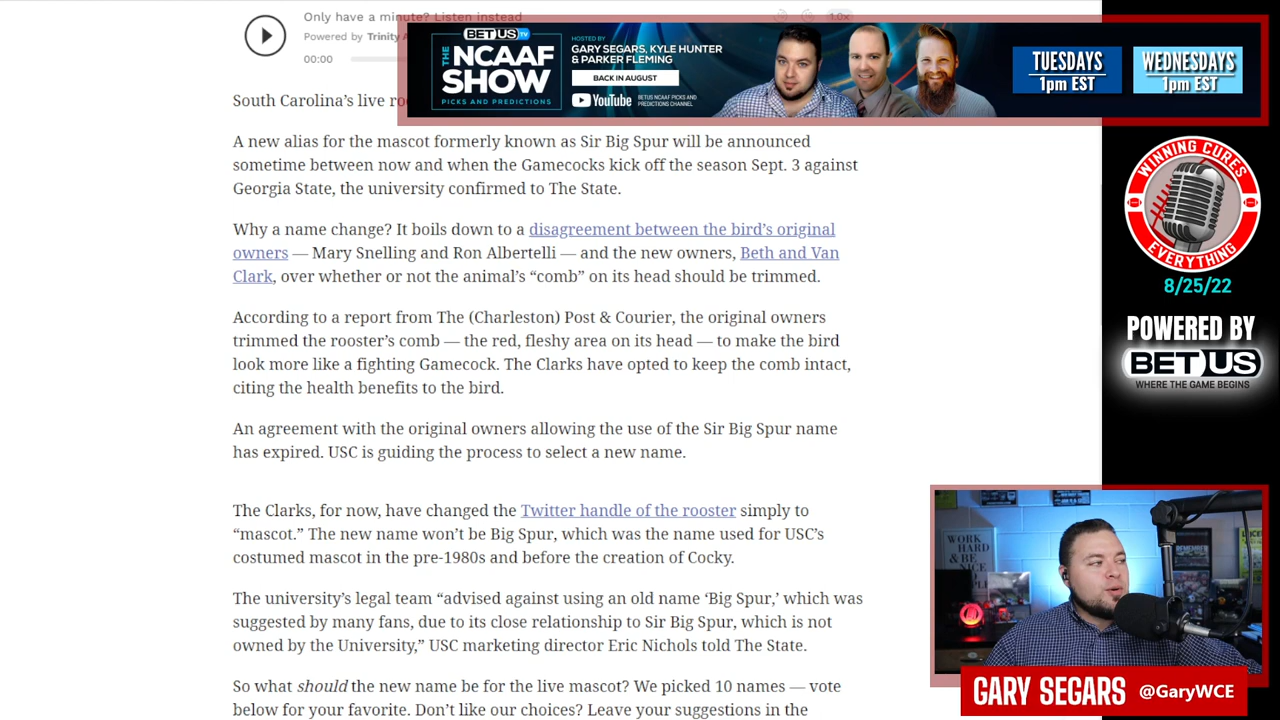 Only have a minute? Listen instead
Powered by Trinity A
00:00
1.0x
South Carolina's live ro
A new alias for the mascot formerly known as Sir Big Spur will be announced
sometime between now and when the Gamecocks kick off the season Sept. 3 against
Georgia State, the university confirmed to The State.
Why a name change? It boils down to a disagreement between the bird's original
owners — Mary Snelling and Ron Albertelli — and the new owners, Beth and Van
Clark, over whether or not the animal's “comb” on its head should be trimmed.
According to a report from The (Charleston) Post & Courier, the original owners
trimmed the rooster's comb — the red, fleshy area on its head — to make the bird
look more like a fighting Gamecock. The Clarks have opted to keep the comb intact,
citing the health benefits to the bird.
An agreement with the original owners allowing the use of the Sir Big Spur name
has expired. USC is guiding the process to select a new name.
The Clarks, for now, have changed the Twitter handle of the rooster simply to
“mascot.” The new name won't be Big Spur, which was the name used for USC's
costumed mascot in the pre-1980s and before the creation of Cocky.
The university's legal team “advised against using an old name ‘Big Spur,’ which was
suggested by many fans, due to its close relationship to Sir Big Spur, which is not
owned by the University,” USC marketing director Eric Nichols told The State.
So what should the new name be for the live mascot? We picked 10 names — vote
below for your favorite. Don't like our choices? Leave your suggestions in the
BETUS TV
THE NCAAF SHOW
PICKS AND PREDICTIONS
HOSTED BY
GARY SEGARS, KYLE HUNTER
& PARKER FLEMING
BACK IN AUGUST
YouTube
BETUS NCAAF PICKS AND
PREDICTIONS CHANNEL
TUESDAYS
1pm EST
WEDNESDAYS
1pm EST
WINNING CURES
EVERYTHING
8/25/22
POWERED BY
BETUS
WHERE THE GAME BEGINS
WORK
HARD
& BE
NICE
GARY SEGARS @GaryWCE